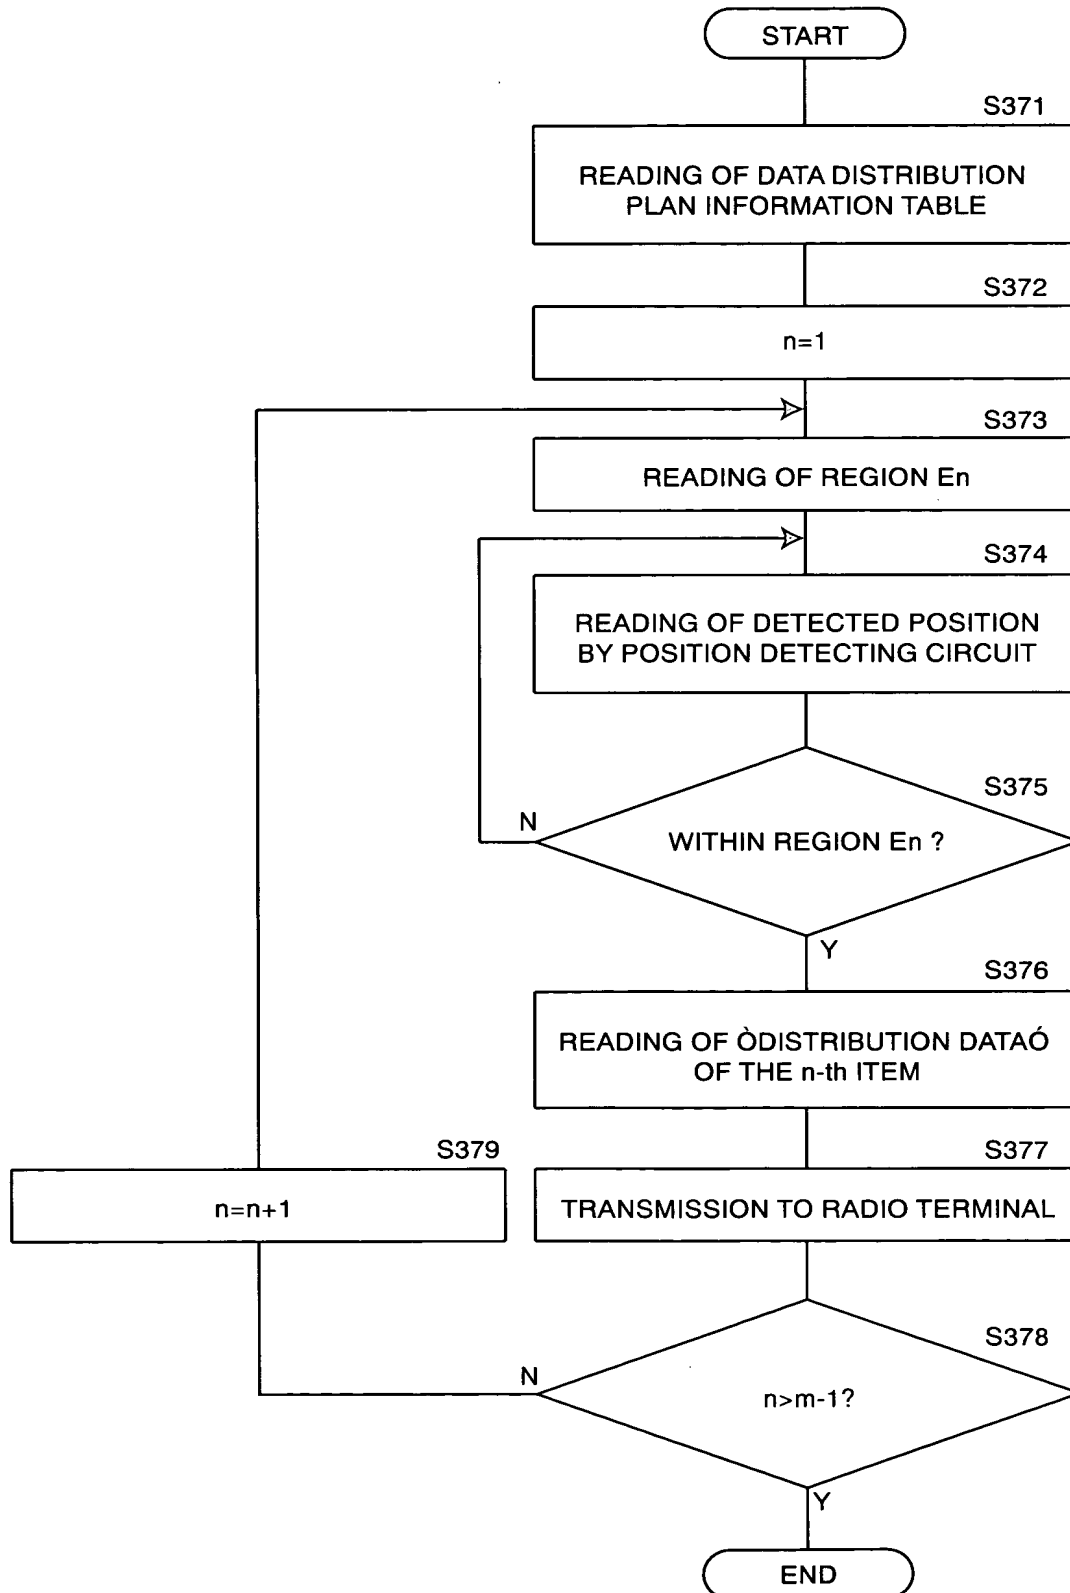 START
S371
READING OF DATA DISTRIBUTION
PLAN INFORMATION TABLE
S372
n=1
S373
READING OF REGION En
S374
READING OF DETECTED POSITION
BY POSITION DETECTING CIRCUIT
S375
N
WITHIN REGION En ?
Y
S376
READING OF ÒDISTRIBUTION DATAÓ
OF THE n-th ITEM
S379
S377
n=n+1
TRANSMISSION TO RADIO TERMINAL
S378
N
n>m-1?
Y
END